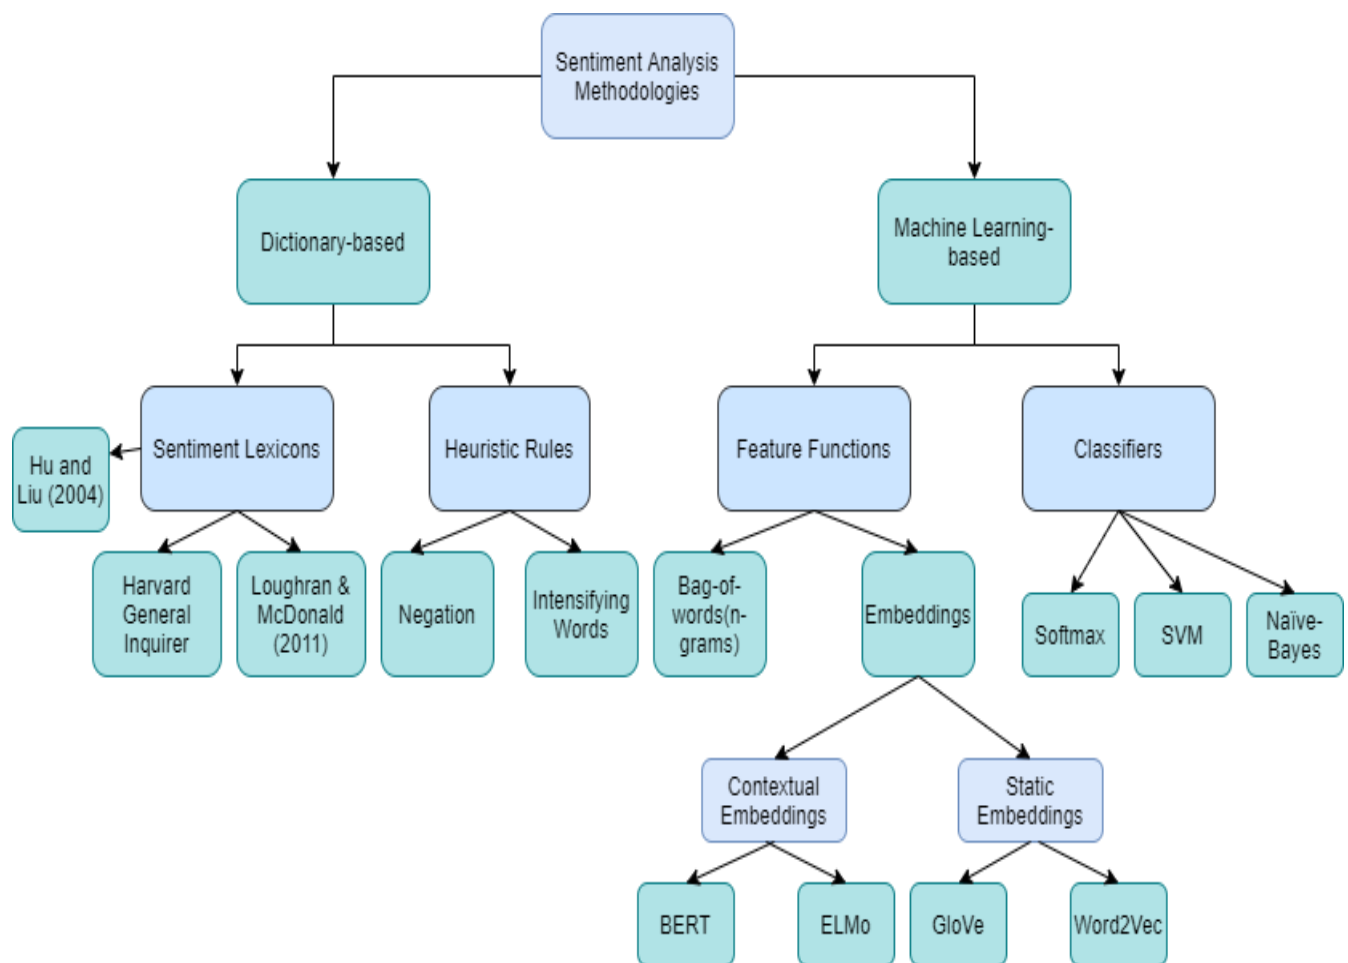 Sentiment Analysis
Methodologies
Dictionary-based
Machine Learning-
based
Hu and
Liu (2004)
Sentiment Lexicons
Heuristic Rules
Feature Functions
Classifiers
Harvard
General
Inquirer
Loughran &
McDonald
(2011)
Negation
Intensifying
Words
Bag-of-
words(n-
grams)
Embeddings
Softmax
SVM
Naïve-
Bayes
Contextual
Embeddings
Static
Embeddings
BERT
ELMo
GloVe
Word2Vec